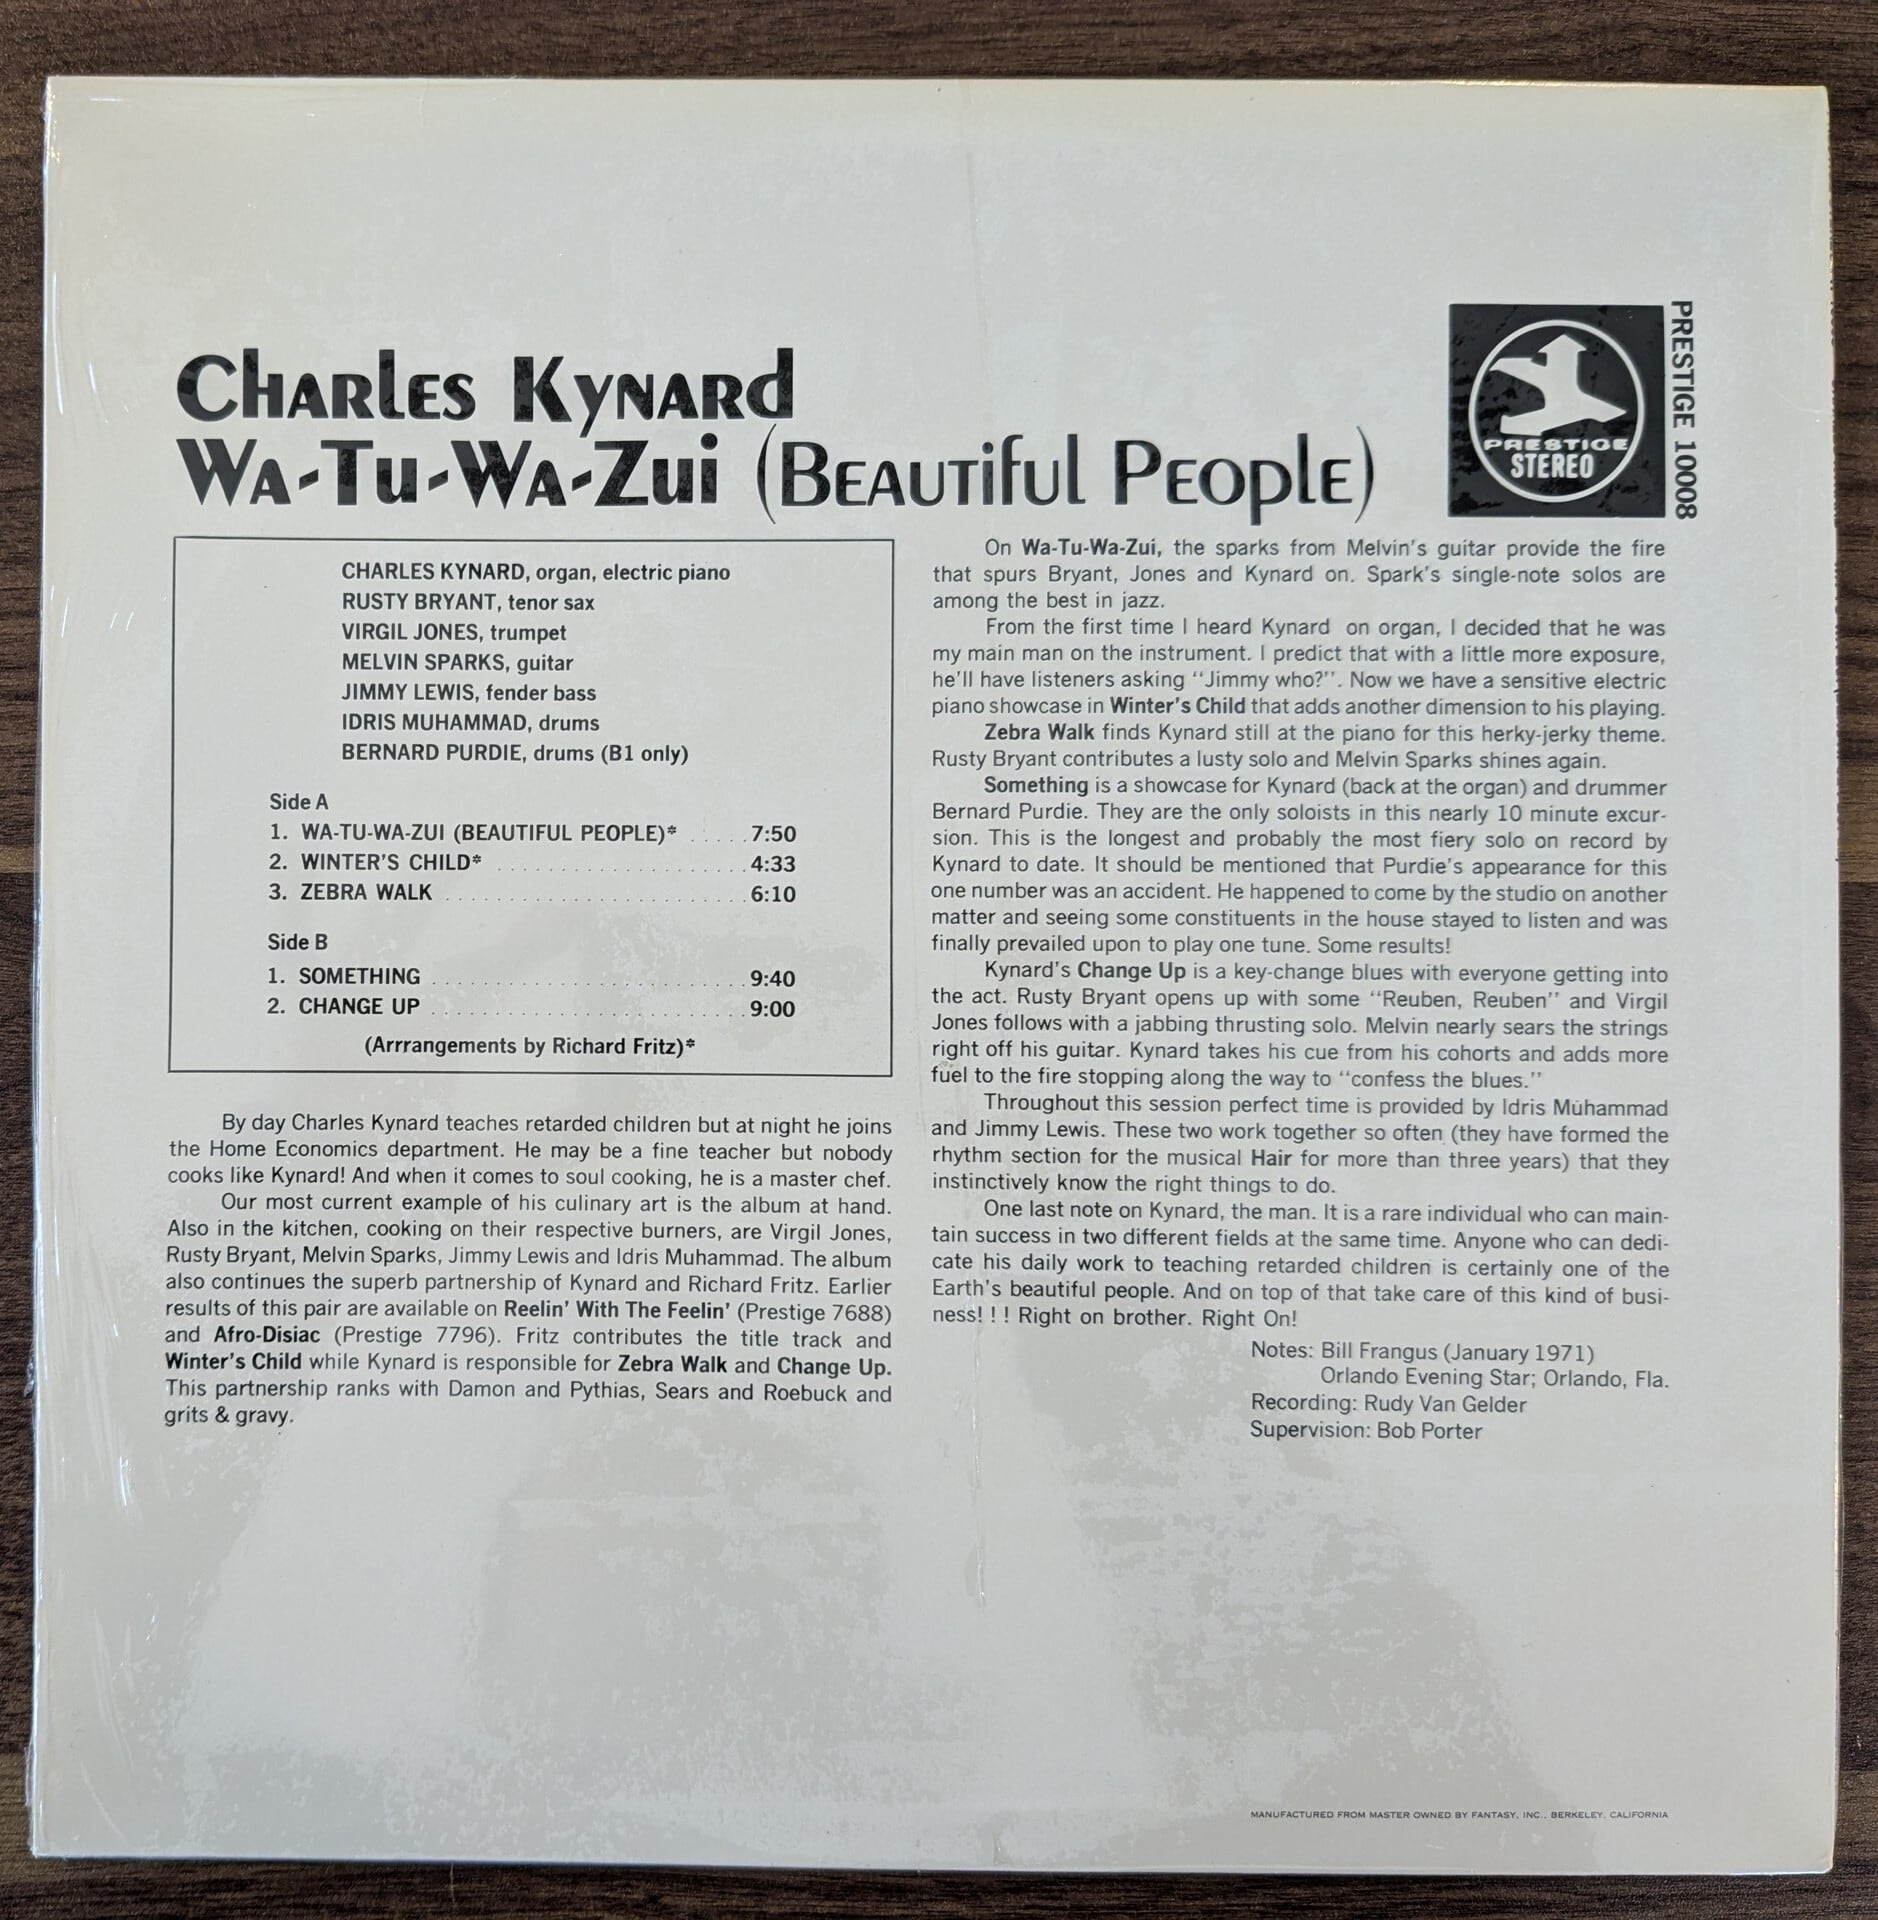 Charles Kynard
Wa-Tu-Wa-Zui (Beautiful People)
PRESTIGE
STEREO
PRESTIGE 10008
CHARLES KYNARD, organ, electric piano
RUSTY BRYANT, tenor sax
VIRGIL JONES, trumpet
MELVIN SPARKS, guitar
JIMMY LEWIS, fender bass
IDRIS MUHAMMAD, drums
BERNARD PURDIE, drums (B1 only)
Side A
1. WA-TU-WA-ZUI (BEAUTIFUL PEOPLE)* ..... 7:50
2. WINTER'S CHILD* .................... 4:33
3. ZEBRA WALK ........................ 6:10
Side B
1. SOMETHING ......................... 9:40
2. CHANGE UP ......................... 9:00
(Arrrangements by Richard Fritz)*
By day Charles Kynard teaches retarded children but at night he joins
the Home Economics department. He may be a fine teacher but nobody
cooks like Kynard! And when it comes to soul cooking, he is a master chef.
Our most current example of his culinary art is the album at hand.
Also in the kitchen, cooking on their respective burners, are Virgil Jones,
Rusty Bryant, Melvin Sparks, Jimmy Lewis and Idris Muhammad. The album
also continues the superb partnership of Kynard and Richard Fritz. Earlier
results of this pair are available on Reelin' With The Feelin' (Prestige 7688)
and Afro-Disiac (Prestige 7796). Fritz contributes the title track and
Winter's Child while Kynard is responsible for Zebra Walk and Change Up.
This partnership ranks with Damon and Pythias, Sears and Roebuck and
grits & gravy.
On Wa-Tu-Wa-Zui, the sparks from Melvin's guitar provide the fire
that spurs Bryant, Jones and Kynard on. Spark's single-note solos are
among the best in jazz.
From the first time I heard Kynard on organ, I decided that he was
my main man on the instrument. I predict that with a little more exposure,
he'll have listeners asking "Jimmy who?". Now we have a sensitive electric
piano showcase in Winter's Child that adds another dimension to his playing.
Zebra Walk finds Kynard still at the piano for this herky-jerky theme.
Rusty Bryant contributes a lusty solo and Melvin Sparks shines again.
Something is a showcase for Kynard (back at the organ) and drummer
Bernard Purdie. They are the only soloists in this nearly 10 minute excur-
sion. This is the longest and probably the most fiery solo on record by
Kynard to date. It should be mentioned that Purdie's appearance for this
one number was an accident. He happened to come by the studio on another
matter and seeing some constituents in the house stayed to listen and was
finally prevailed upon to play one tune. Some results!
Kynard's Change Up is a key-change blues with everyone getting into
the act. Rusty Bryant opens up with some "Reuben, Reuben" and Virgil
Jones follows with a jabbing thrusting solo. Melvin nearly sears the strings
right off his guitar. Kynard takes his cue from his cohorts and adds more
fuel to the fire stopping along the way to "confess the blues."
Throughout this session perfect time is provided by Idris Muhammad
and Jimmy Lewis. These two work together so often (they have formed the
rhythm section for the musical Hair for more than three years) that they
instinctively know the right things to do.
One last note on Kynard, the man. It is a rare individual who can main-
tain success in two different fields at the same time. Anyone who can dedi-
cate his daily work to teaching retarded children is certainly one of the
Earth's beautiful people. And on top of that take care of this kind of busi-
ness! ! ! Right on brother. Right On!
Notes: Bill Frangus (January 1971)
Orlando Evening Star; Orlando, Fla.
Recording: Rudy Van Gelder
Supervision: Bob Porter
MANUFACTURED FROM MASTER OWNED BY FANTASY, INC., BERKELEY, CALIFORNIA